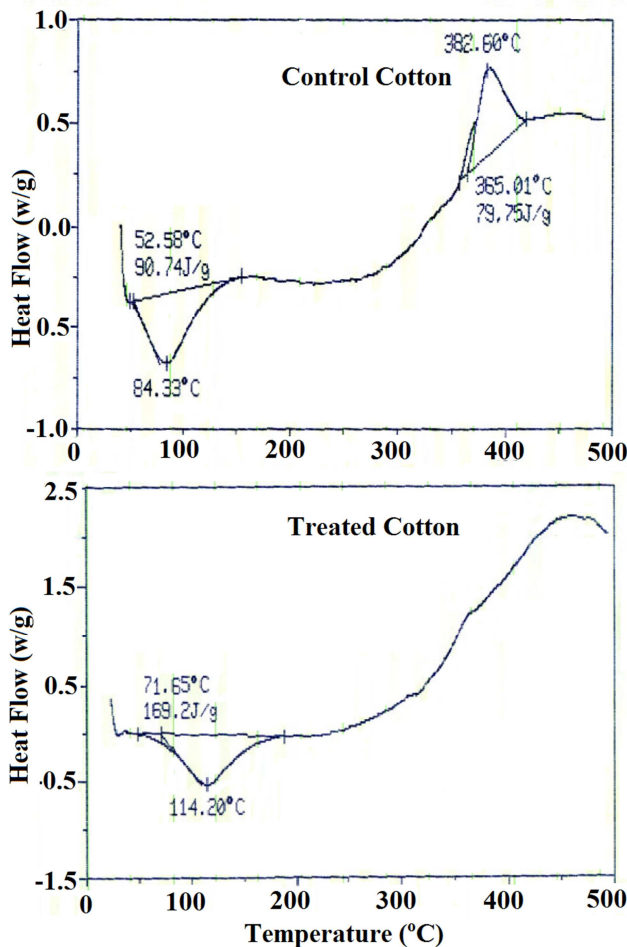 1.0
382.60°C
Control Cotton
0.5
365.01°C
79.75J/g
0.0
52.58°C
90.74J/g
0.5
84.33°C
-1.0
0 100 200 300 400 500
Heat Flow (w/g)
2.5
Treated Cotton
1.5
0.5
71.65°C
169.2J/g
-0.5
114.20°C
-1.5
0 100 200 300 400 500
Heat Flow (w/g)
Temperature (ºC)